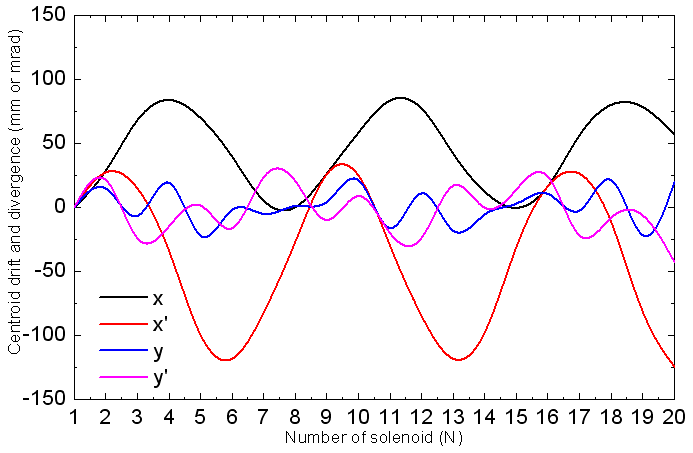 150
100
50
0
-50
-100
-150
Centroid drift and divergence (mm or mrad)
x
x'
y
y'
1 2 3 4 5 6 7 8 9 10 11 12 13 14 15 16 17 18 19 20
Number of solenoid (N)